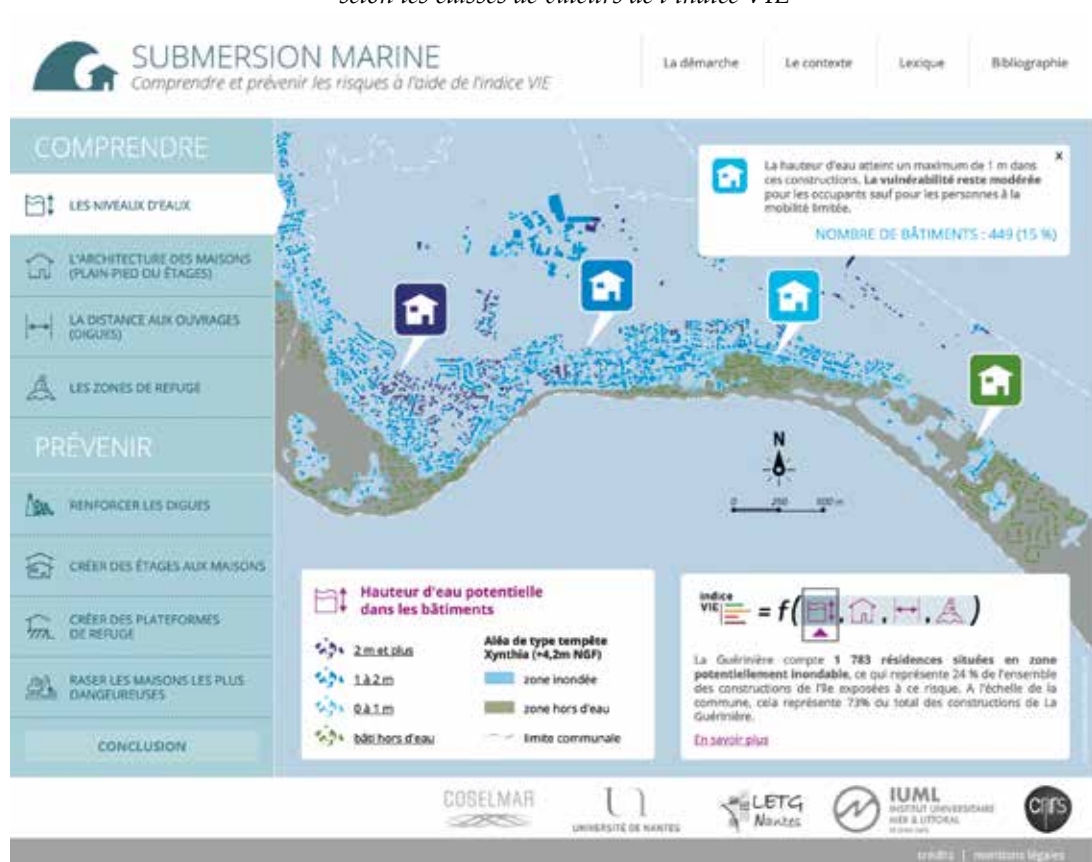 selon les classes de valeurs de l'indice VIE
SUBMERSION MARINE
Comprendre et prévenir les risques à l'aide de l'indice VIE
La démarche
Le contexte
Lexique
Bibliographie
COMPRENDRE
LES NIVEAUX D'EAUX
L'ARCHITECTURE DES MAISONS
(PLAIN-PIED OU ÉTAGES)
LA DISTANCE AUX OUVRAGES
(DIGUES)
LES ZONES DE REFUGE
PRÉVENIR
RENFORCER LES DIGUES
CRÉER DES ÉTAGES AUX MAISONS
CRÉER DES PLATEFORMES
DE REFUGE
RASER LES MAISONS LES PLUS
DANGEUREUSES
CONCLUSION
x
La hauteur d'eau atteint un maximum de 1 m dans
ces constructions. La vulnérabilité reste modérée
pour les occupants sauf pour les personnes à la
mobilité limitée.
NOMBRE DE BÂTIMENTS : 449 (15 %)
N
0 250 500 m
Hauteur d'eau potentielle
dans les bâtiments
2 m et plus
1 à 2 m
0 à 1 m
bâti hors d'eau
Aléa de type tempête
Xynthia (+4,2m NGF)
zone inondée
zone hors d'eau
limite communale
indice
VIE = f( , , , )
La Guérinière compte 1 783 résidences situées en zone
potentiellement inondable, ce qui représente 24 % de l'ensemble
des constructions de l'île exposées à ce risque. A l'échelle de la
commune, cela représente 73% du total des constructions de La
Guérinière.
En savoir plus
COSELMAR
UNIVERSITÉ DE NANTES
LETG
Nantes
IUML
INSTITUT UNIVERSITAIRE
MER & LITTORAL
cnrs
crédits | mentions légales